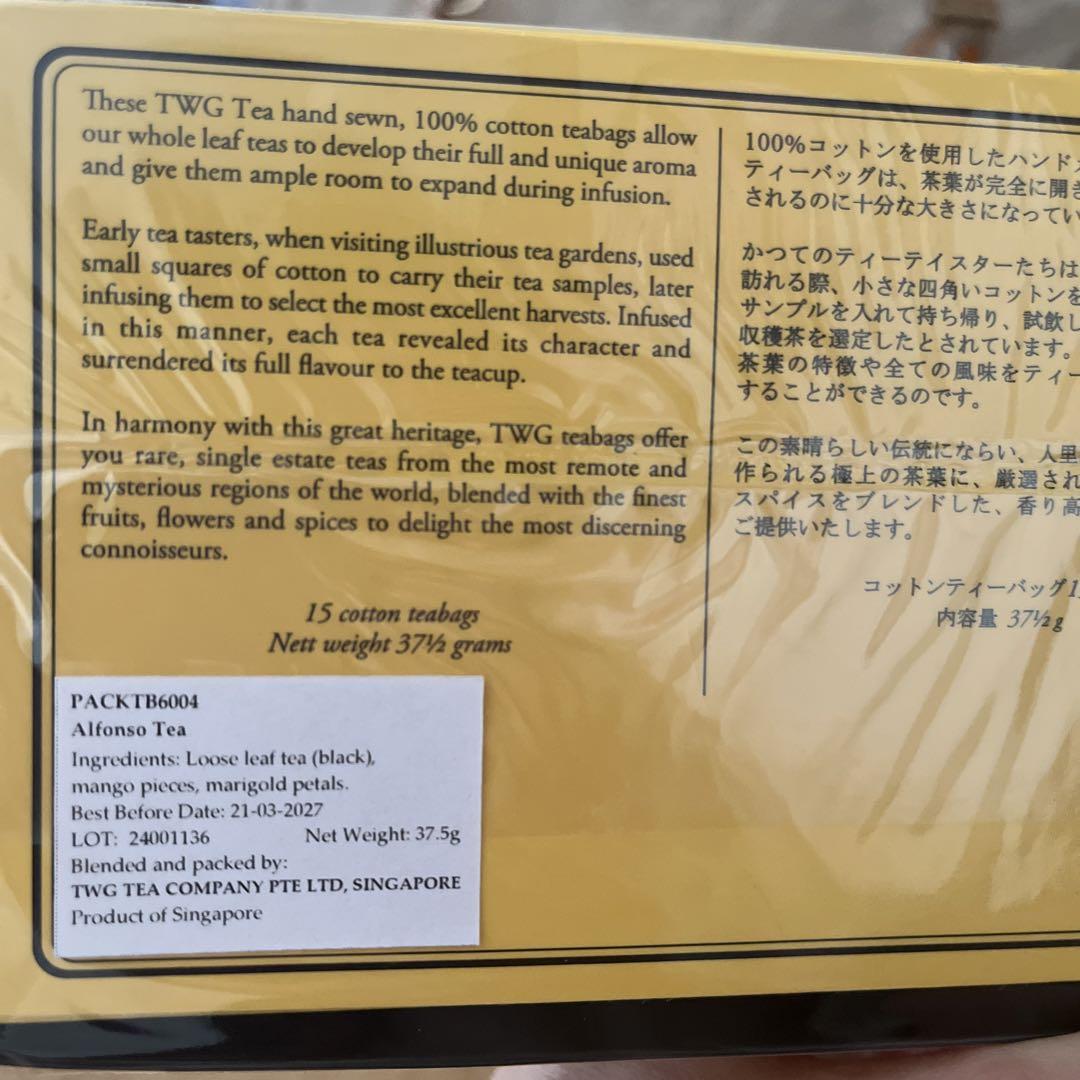 These TWG Tea hand sewn, 100% cotton teabags allow
our whole leaf teas to develop their full and unique aroma
and give them ample room to expand during infusion.
Early tea tasters, when visiting illustrious tea gardens, used
small squares of cotton to carry their tea samples, later
infusing them to select the most excellent harvests. Infused
in this manner, each tea revealed its character and
surrendered its full flavour to the teacup.
In harmony with this great heritage, TWG teabags offer
you rare, single estate teas from the most remote and
mysterious regions of the world, blended with the finest
fruits, flowers and spices to delight the most discerning
connoisseurs.
15 cotton teabags
Nett weight 37½ grams
PACKTB6004
Alfonso Tea
Ingredients: Loose leaf tea (black),
mango pieces, marigold petals.
Best Before Date: 21-03-2027
LOT: 24001136 Net Weight: 37.5g
Blended and packed by:
TWG TEA COMPANY PTE LTD, SINGAPORE
Product of Singapore
100%コットンを使用したハンド
ティーバッグは、茶葉が完全に開き
されるのに十分な大きさになってい
かつてのティーテイスターたちは
訪れる際、小さな四角いコットンを
サンプルを入れて持ち帰り、試飲し
収穫茶を選定したとされています。
茶葉の特徴や全ての風味をティー
することができるのです。
この素晴らしい伝統にならい、人里
作られる極上の茶葉に、厳選され
スパイスをブレンドした、香り高
ご提供いたします。
コットンティーバッグ
内容量 37½ g